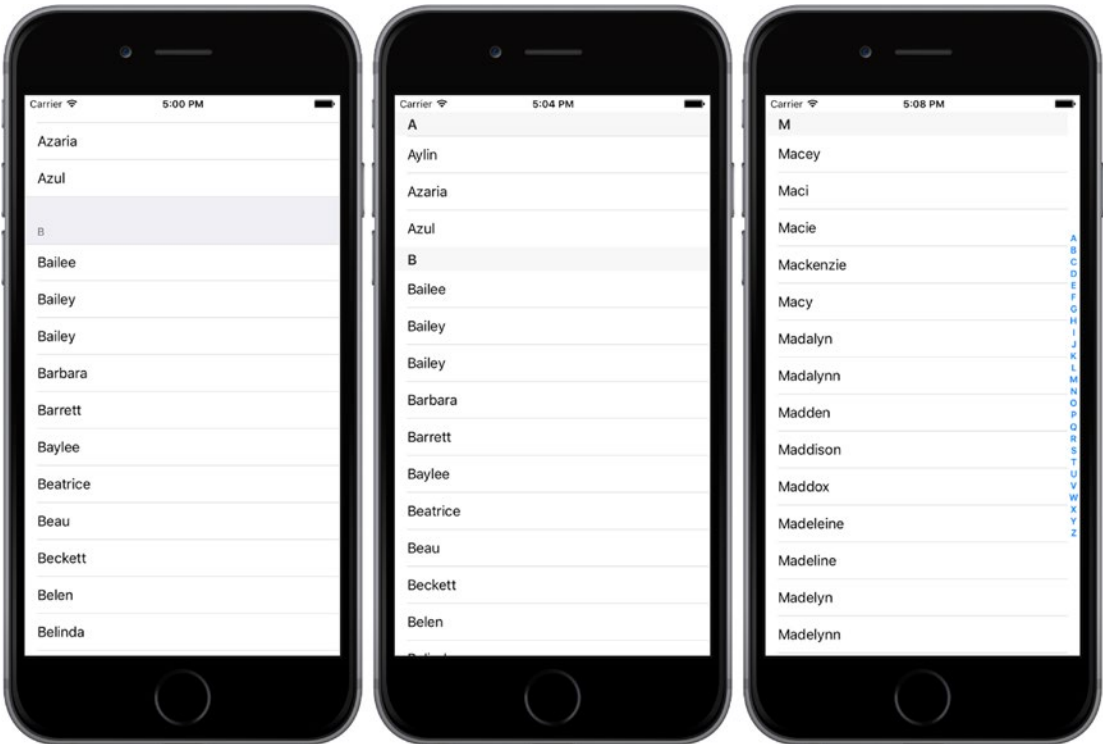 Carrier 5:00 PM
Azaria
Azul
B
Bailee
Bailey
Bailey
Barbara
Barrett
Baylee
Beatrice
Beau
Beckett
Belen
Belinda
Carrier 5:04 PM
A
Aylin
Azaria
Azul
B
Bailee
Bailey
Bailey
Barbara
Barrett
Baylee
Beatrice
Beau
Beckett
Belen
Carrier 5:08 PM
M
Macey
Maci
Macie
Mackenzie
Macy
Madalyn
Madalynn
Madden
Maddison
Maddox
Madeleine
Madeline
Madelyn
Madelynn
A
B
C
D
E
F
G
H
I
J
K
L
M
N
O
P
Q
R
S
T
U
V
W
X
Y
Z